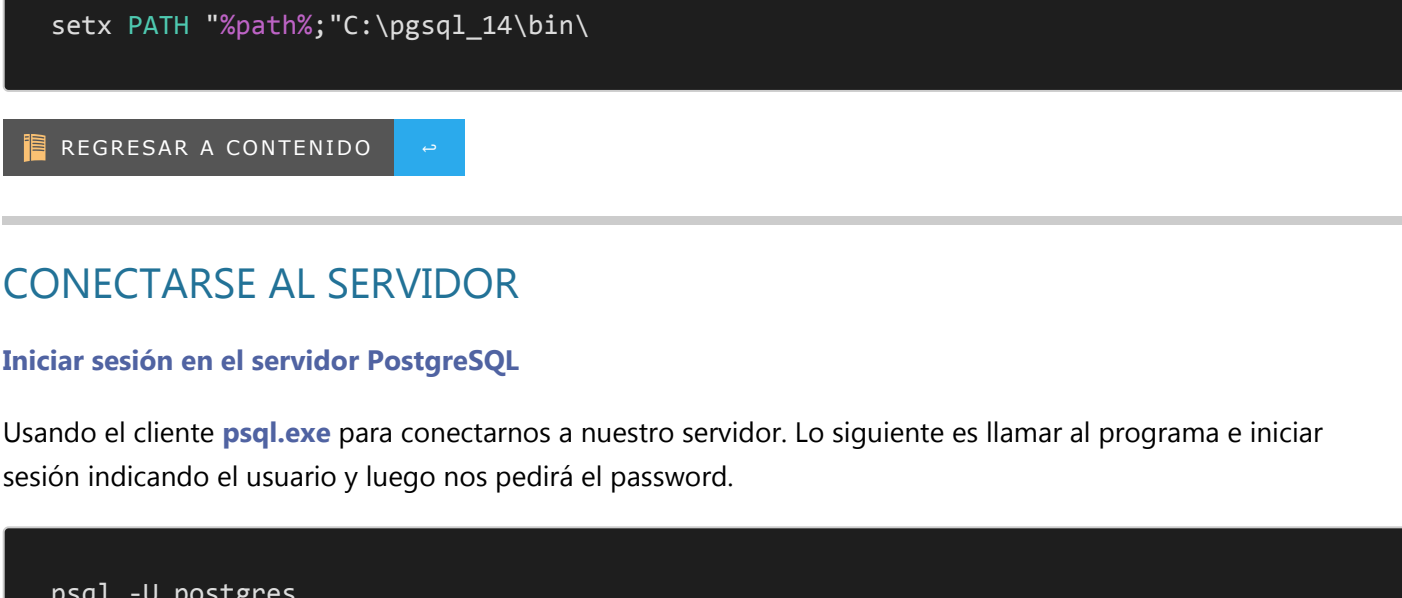 setx PATH "%path%;"C:\pgsql_14\bin\
REGRESAR A CONTENIDO
CONECTARSE AL SERVIDOR
Iniciar sesión en el servidor PostgreSQL
Usando el cliente psql.exe para conectarnos a nuestro servidor. Lo siguiente es llamar al programa e iniciar
sesión indicando el usuario y luego nos pedirá el password.
psql -U postgres